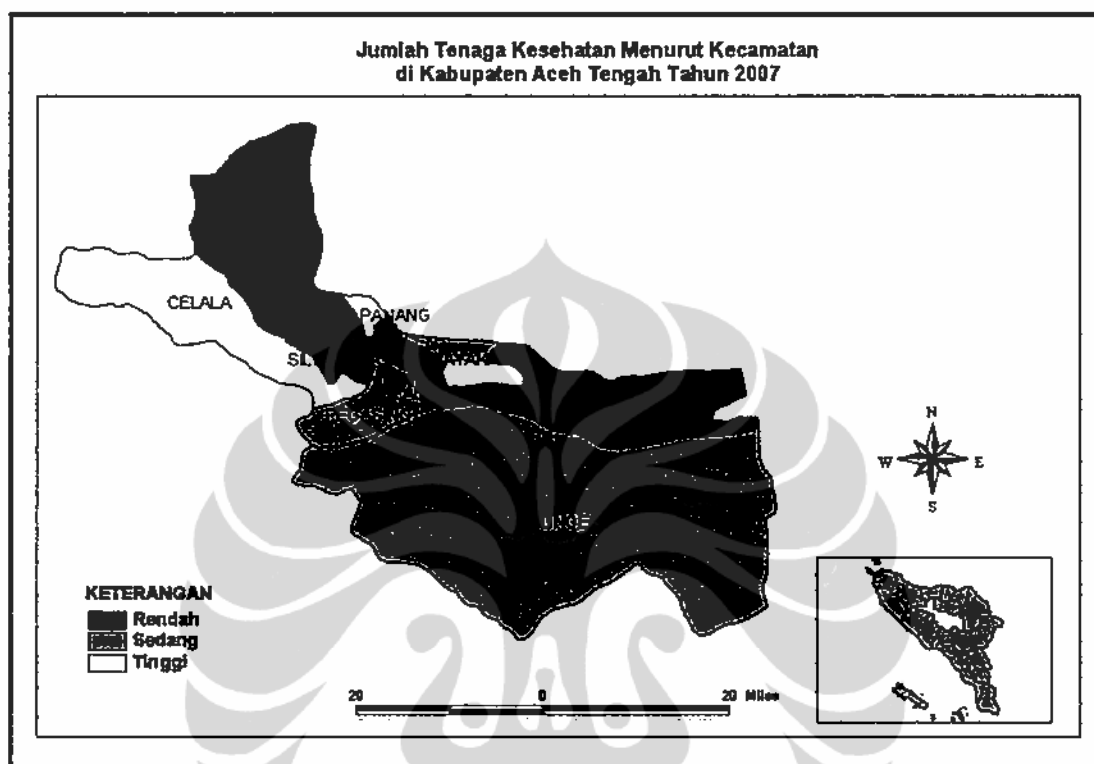 Jumlah Tenaga Kesehatan Menurut Kecamatan
di Kabupaten Aceh Tengah Tahun 2007
CELALA
PANANG
LINGE
N
W E
S
KETERANGAN
Rendah
Sedang
Tinggi
20 0 20 Miles